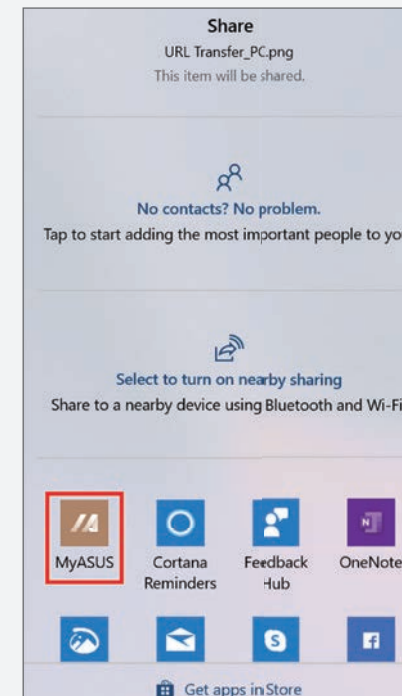 Share
URL Transfer_PC.png
This item will be shared.
No contacts? No problem.
Tap to start adding the most important people to you
Select to turn on nearby sharing
Share to a nearby device using Bluetooth and Wi-Fi
MyASUS
Cortana
Reminders
Feedback
Hub
OneNote
Get apps in Store